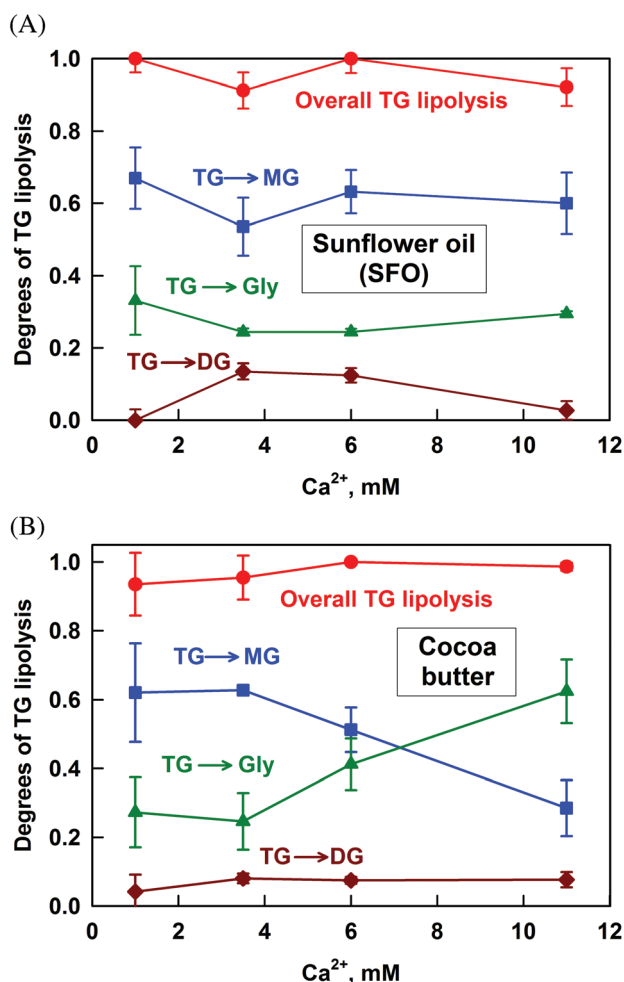 (A)
Degrees of TG lipolysis
1.0
0.8
0.6
0.4
0.2
0.0
Overall TG lipolysis
TG→MG
Sunflower oil
(SFO)
TG→Gly
TG→DG
0 2 4 6 8 10 12
Ca²⁺, mM
(B)
Degrees of TG lipolysis
1.0
0.8
0.6
0.4
0.2
0.0
Overall TG lipolysis
TG→MG
Cocoa
butter
TG→Gly
TG→DG
0 2 4 6 8 10 12
Ca²⁺, mM